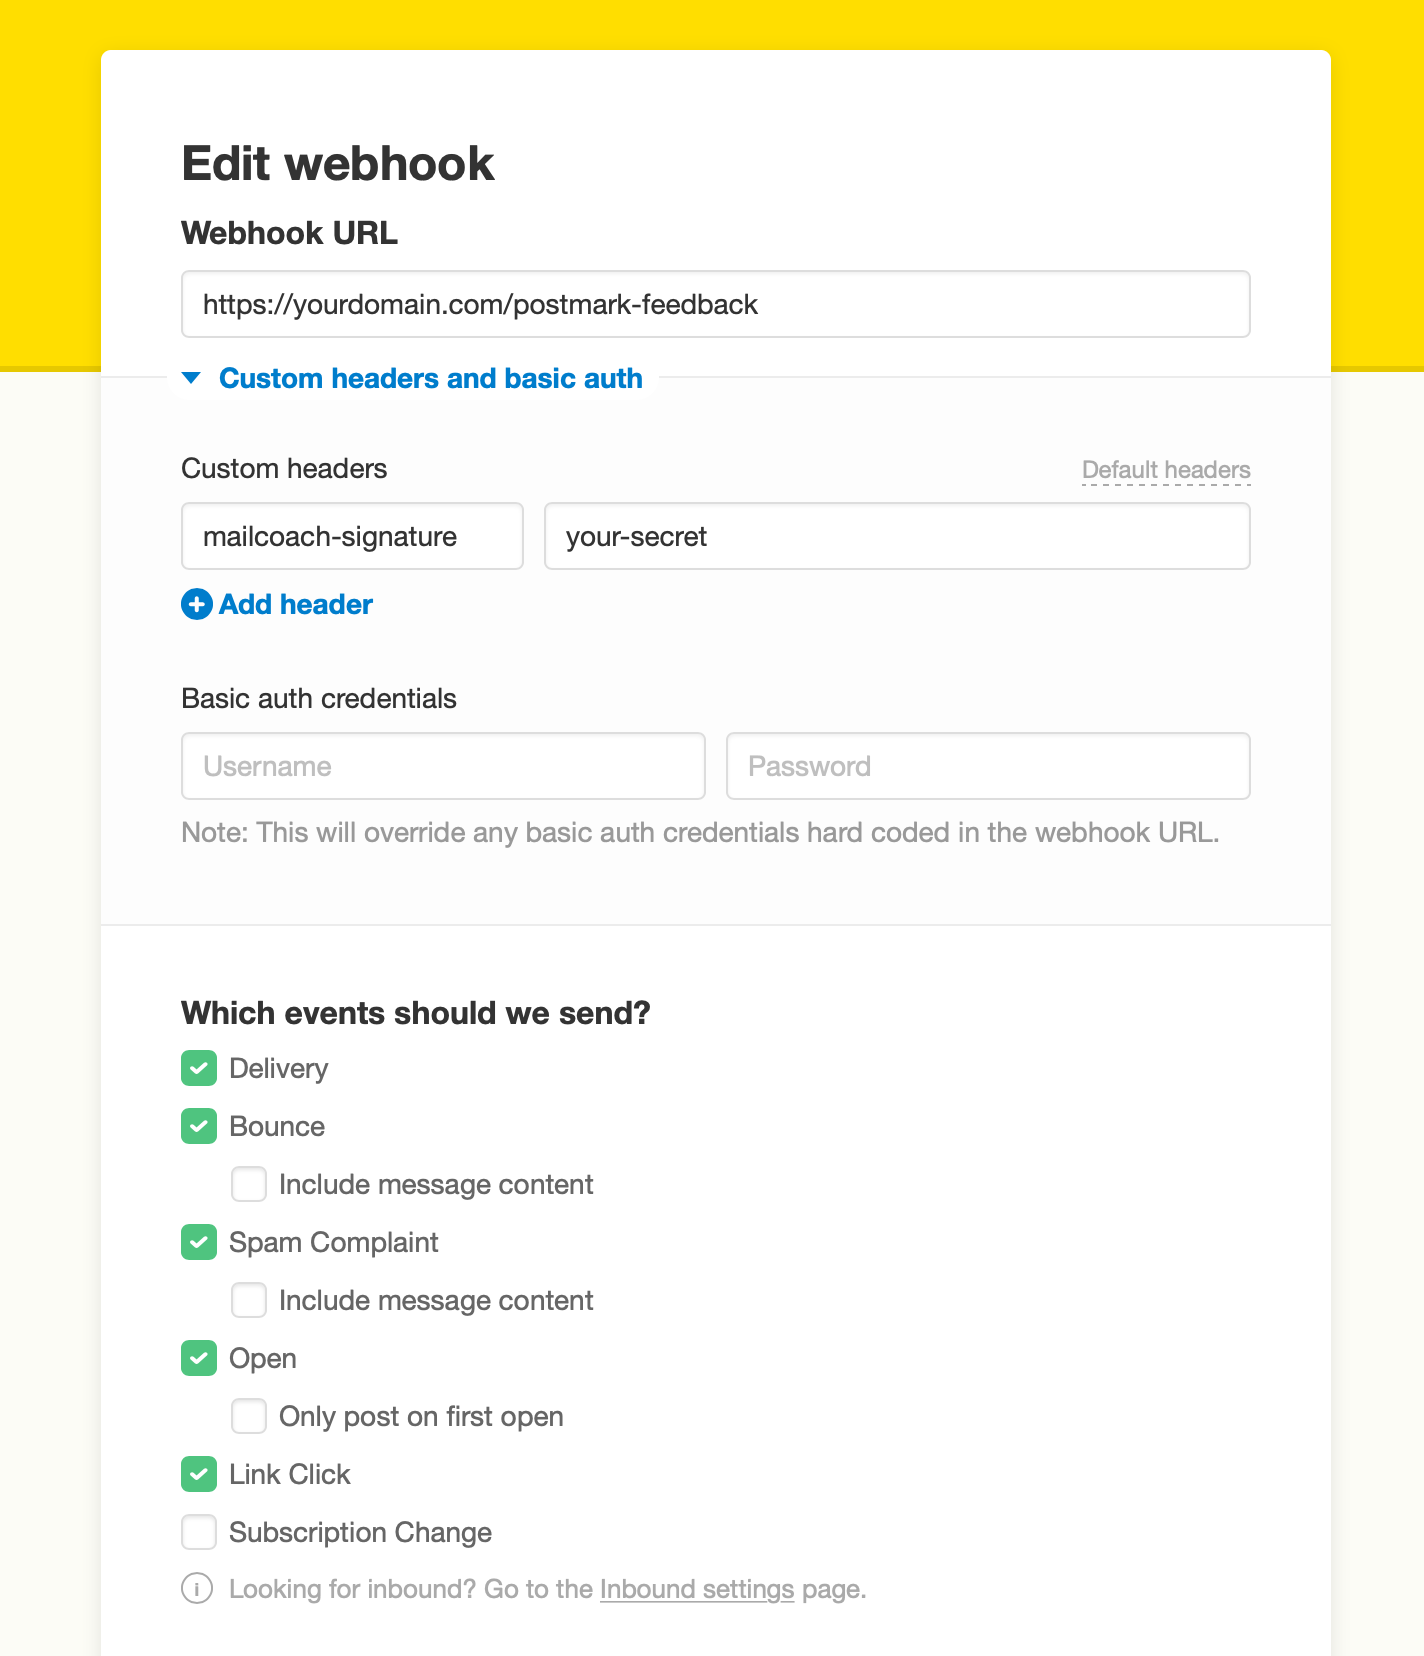 Edit webhook
Webhook URL
https://yourdomain.com/postmark-feedback
Custom headers and basic auth
Custom headers
Default headers
mailcoach-signature
your-secret
Add header
Basic auth credentials
Username
Password
Note: This will override any basic auth credentials hard coded in the webhook URL.
Which events should we send?
Delivery
Bounce
Include message content
Spam Complaint
Include message content
Open
Only post on first open
Link Click
Subscription Change
Looking for inbound? Go to the Inbound settings page.